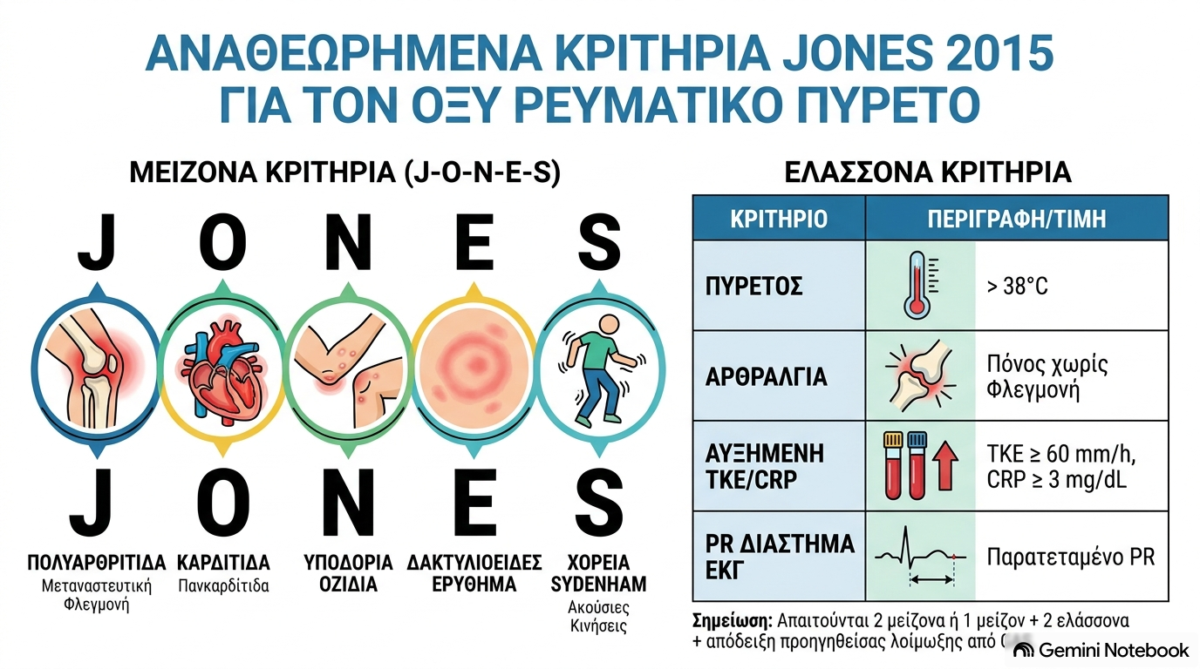 ΑΝΑΘΕΩΡΗΜΕΝΑ ΚΡΙΤΗΡΙΑ JONES 2015
ΓΙΑ ΤΟΝ ΟΞΥ ΡΕΥΜΑΤΙΚΟ ΠΥΡΕΤΟ
ΜΕΙΖΟΝΑ ΚΡΙΤΗΡΙΑ (J-O-N-E-S)
J O N E S
J O N E S
ΠΟΛΥΑΡΘΡΙΤΙΔΑ
Μεταναστευτική
Φλεγμονή
ΚΑΡΔΙΤΙΔΑ
Πανκαρδίτιδα
ΥΠΟΔΟΡΙΑ
ΟΖΙΔΙΑ
ΔΑΚΤΥΛΙΟΕΙΔΕΣ
ΕΡΥΘΗΜΑ
ΧΟΡΕΙΑ
SYDENHAM
Ακούσιες
Κινήσεις
ΕΛΑΣΣΟΝΑ ΚΡΙΤΗΡΙΑ
ΚΡΙΤΗΡΙΟ ΠΕΡΙΓΡΑΦΗ/ΤΙΜΗ
ΠΥΡΕΤΟΣ > 38°C
ΑΡΘΡΑΛΓΙΑ
Πόνος χωρίς
Φλεγμονή
ΑΥΞΗΜΕΝΗ
ΤΚΕ/CRP
ΤΚΕ ≥ 60 mm/h,
CRP ≥ 3 mg/dL
PR ΔΙΑΣΤΗΜΑ
ΕΚΓ
Παρατεταμένο PR
Σημείωση: Απαιτούνται 2 μείζονα ή 1 μείζον + 2 ελάσσονα
+ απόδειξη προηγηθείσας λοίμωξης από
Gemini Notebook